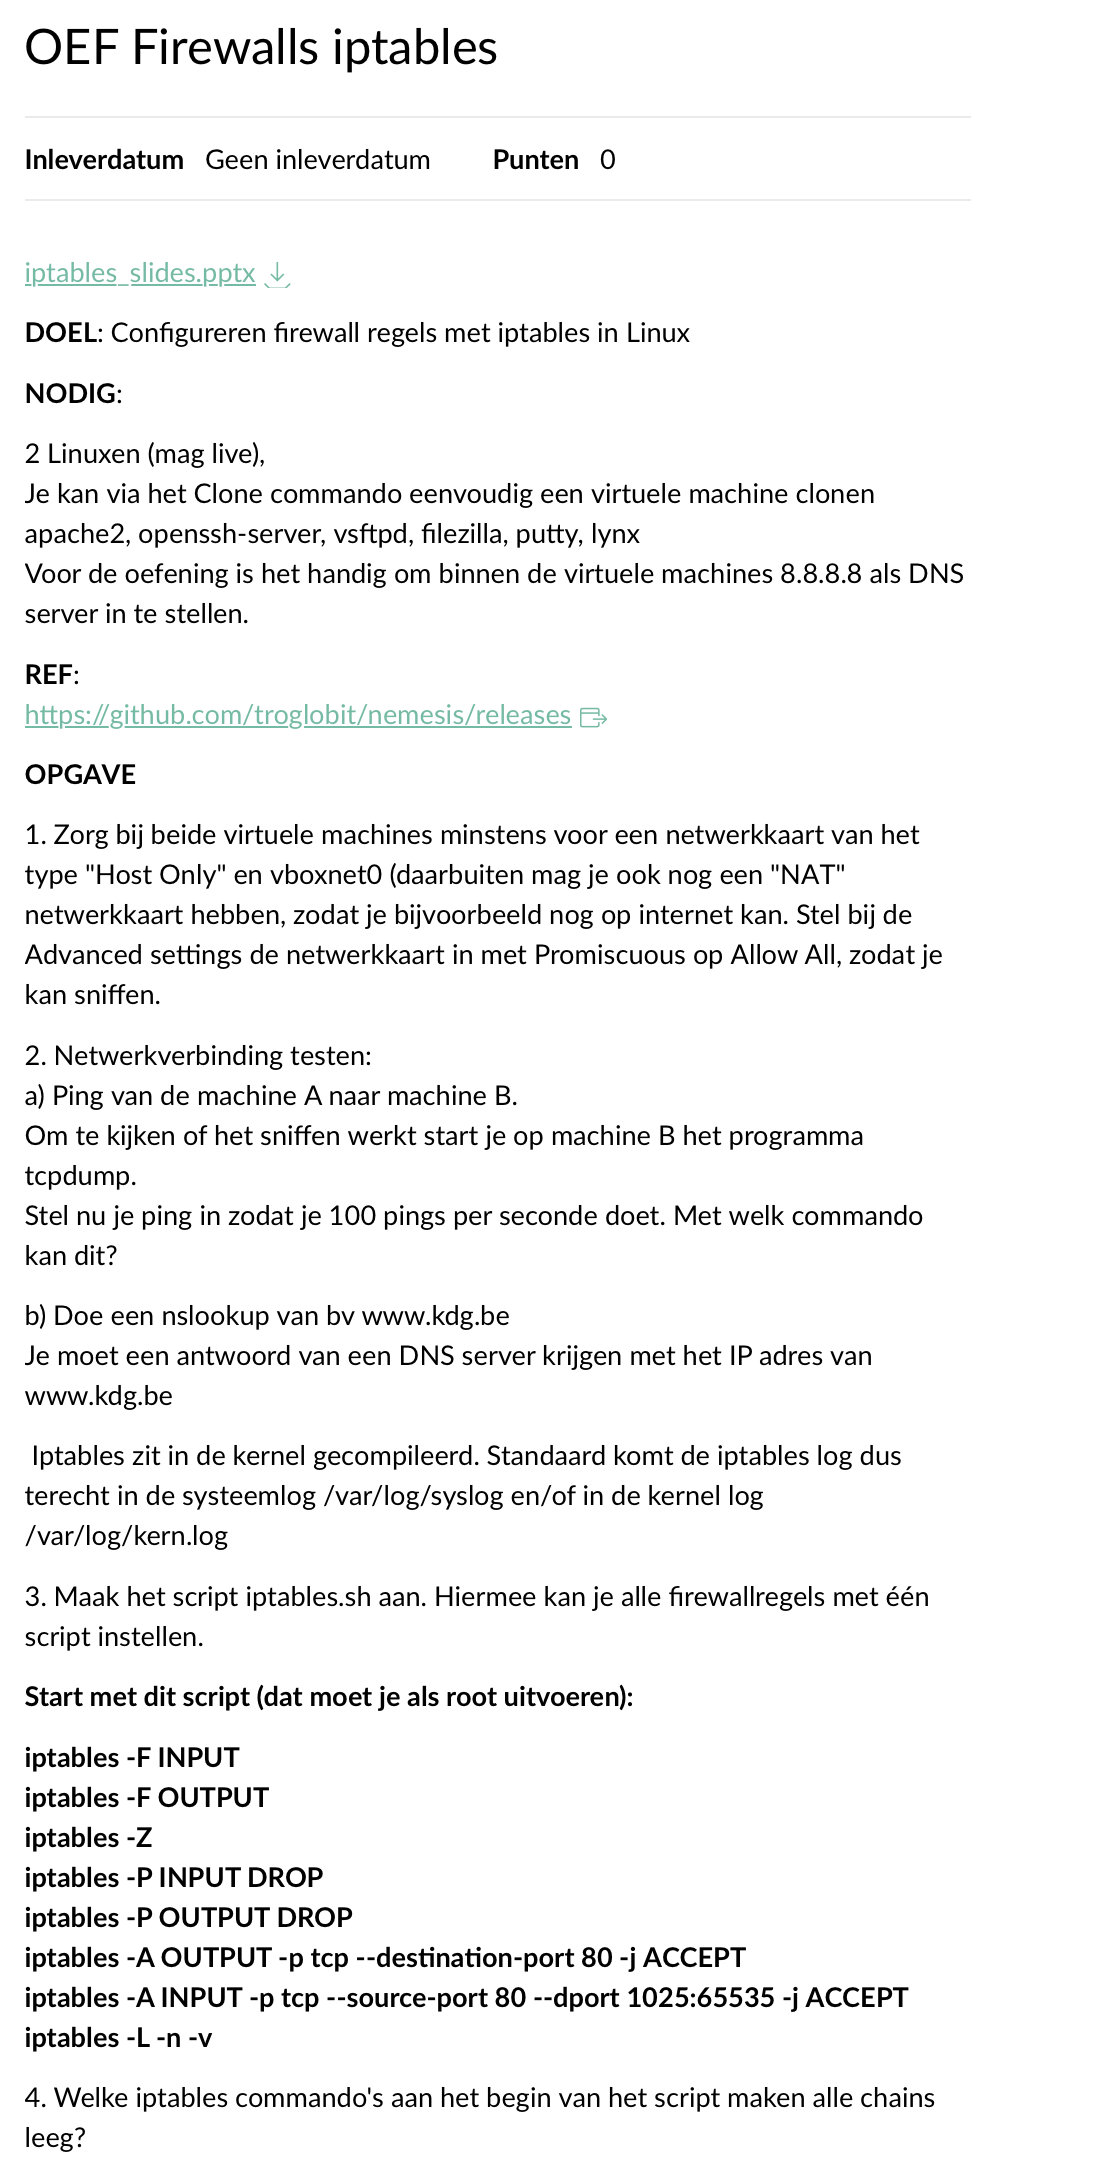 OEF Firewalls iptables
Inleverdatum Geen inleverdatum Punten 0
iptables_slides.pptx
DOEL: Configureren firewall regels met iptables in Linux
NODIG:
2 Linuxen (mag live),
Je kan via het Clone commando eenvoudig een virtuele machine clonen
apache2, openssh-server, vsftpd, filezilla, putty, lynx
Voor de oefening is het handig om binnen de virtuele machines 8.8.8.8 als DNS
server in te stellen.
REF:
https://github.com/troglobit/nemesis/releases
OPGAVE
1. Zorg bij beide virtuele machines minstens voor een netwerkkaart van het
type "Host Only" en vboxnet0 (daarbuiten mag je ook nog een "NAT"
netwerkkaart hebben, zodat je bijvoorbeeld nog op internet kan. Stel bij de
Advanced settings de netwerkkaart in met Promiscuous op Allow All, zodat je
kan sniffen.
2. Netwerkverbinding testen:
a) Ping van de machine A naar machine B.
Om te kijken of het sniffen werkt start je op machine B het programma
tcpdump.
Stel nu je ping in zodat je 100 pings per seconde doet. Met welk commando
kan dit?
b) Doe een nslookup van bv www.kdg.be
Je moet een antwoord van een DNS server krijgen met het IP adres van
www.kdg.be
Iptables zit in de kernel gecompileerd. Standaard komt de iptables log dus
terecht in de systeemlog /var/log/syslog en/of in de kernel log
/var/log/kern.log
3. Maak het script iptables.sh aan. Hiermee kan je alle firewallregels met één
script instellen.
Start met dit script (dat moet je als root uitvoeren):
iptables -F INPUT
iptables -F OUTPUT
iptables -Z
iptables -P INPUT DROP
iptables -P OUTPUT DROP
iptables -A OUTPUT -p tcp --destination-port 80 -j ACCEPT
iptables -A INPUT -p tcp --source-port 80 --dport 1025:65535 -j ACCEPT
iptables -L -n -v
4. Welke iptables commando's aan het begin van het script maken alle chains
leeg?